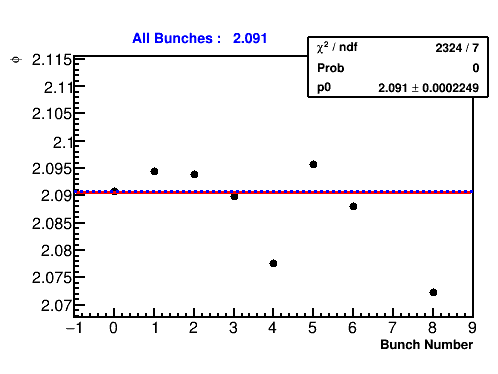 All Bunches : 2.091
χ² / ndf 2324 / 7
Prob 0
p0 2.091 ± 0.0002249
ϕ
2.115
2.11
2.105
2.1
2.095
2.09
2.085
2.08
2.075
2.07
−1 0 1 2 3 4 5 6 7 8 9
Bunch Number